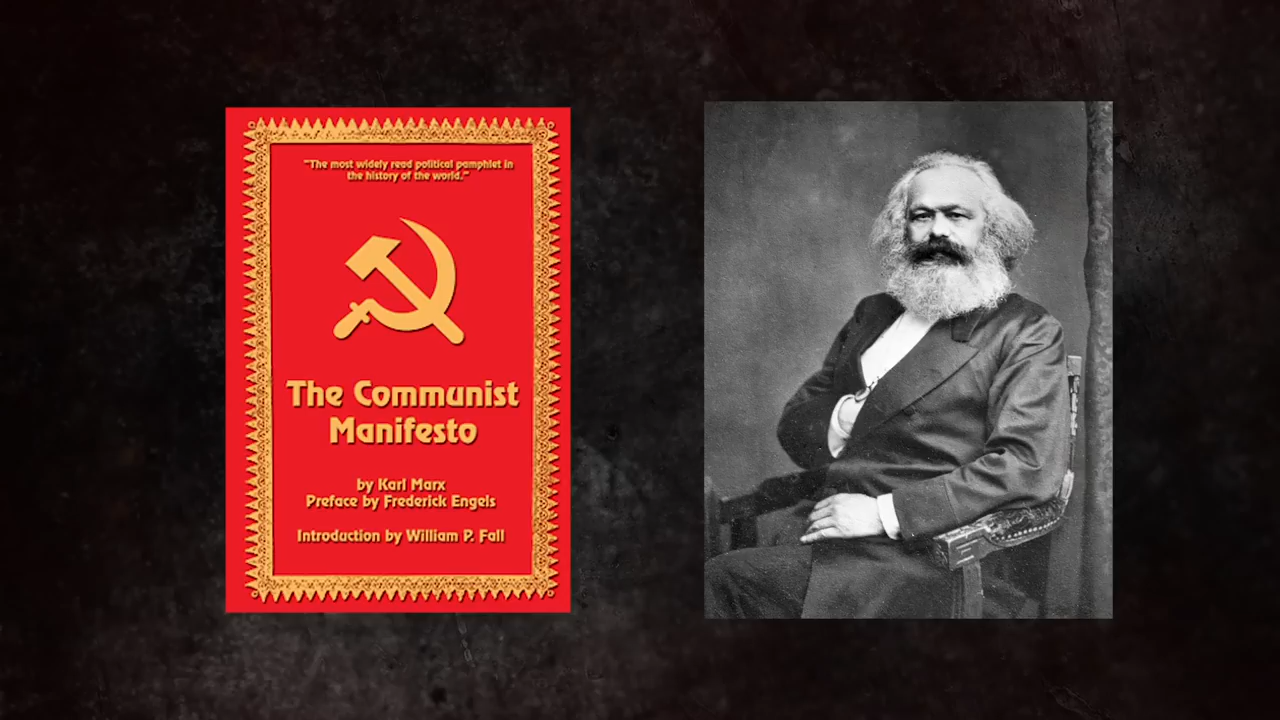 "The most widely read political pamphlet in
the history of the world."
The Communist
Manifesto
by Karl Marx
Preface by Frederick Engels
Introduction by William P. Fall